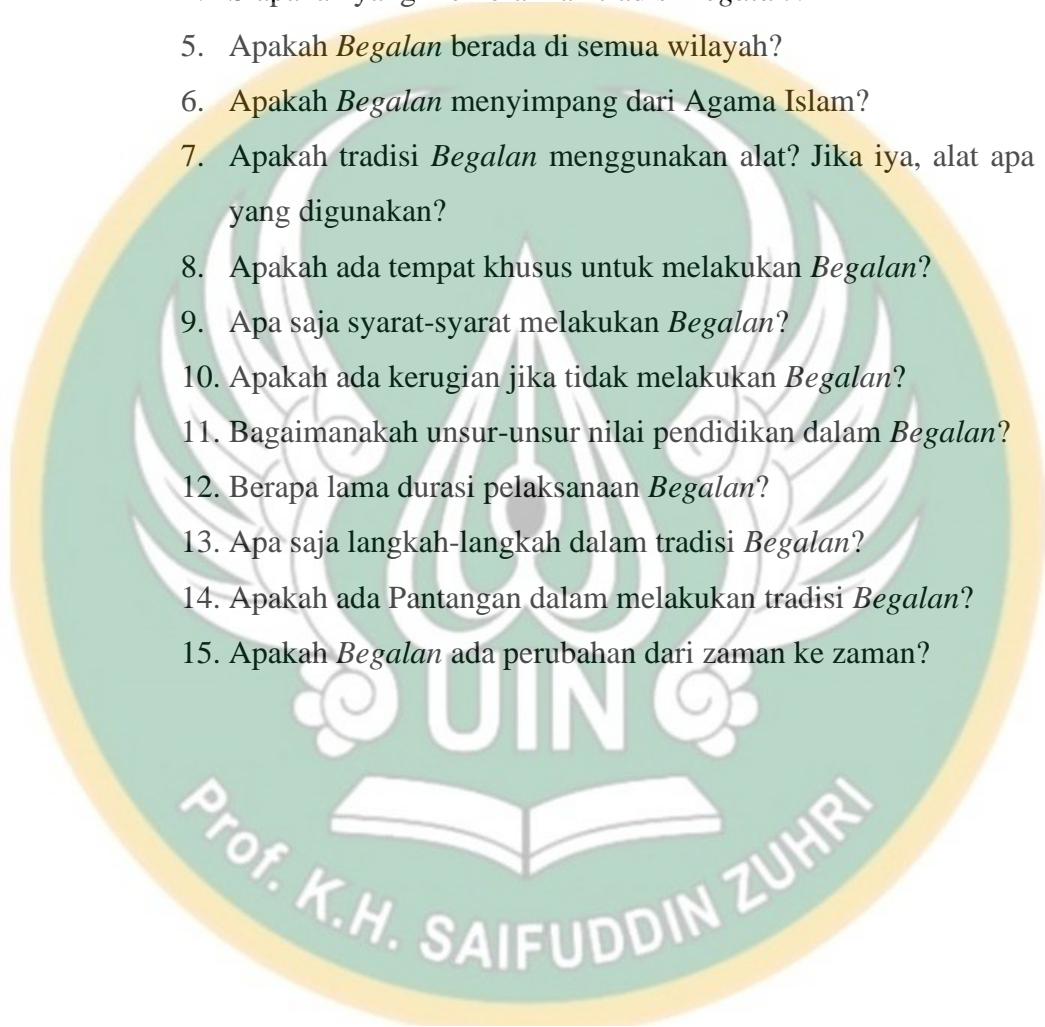 5. Apakah Begalan berada di semua wilayah?
6. Apakah Begalan menyimpang dari Agama Islam?
7. Apakah tradisi Begalan menggunakan alat? Jika iya, alat apa
yang digunakan?
8. Apakah ada tempat khusus untuk melakukan Begalan?
9. Apa saja syarat-syarat melakukan Begalan?
10. Apakah ada kerugian jika tidak melakukan Begalan?
11. Bagaimanakah unsur-unsur nilai pendidikan dalam Begalan?
12. Berapa lama durasi pelaksanaan Begalan?
13. Apa saja langkah-langkah dalam tradisi Begalan?
14. Apakah ada Pantangan dalam melakukan tradisi Begalan?
15. Apakah Begalan ada perubahan dari zaman ke zaman?
UIN
Prof. K.H. SAIFUDDIN ZUHRI